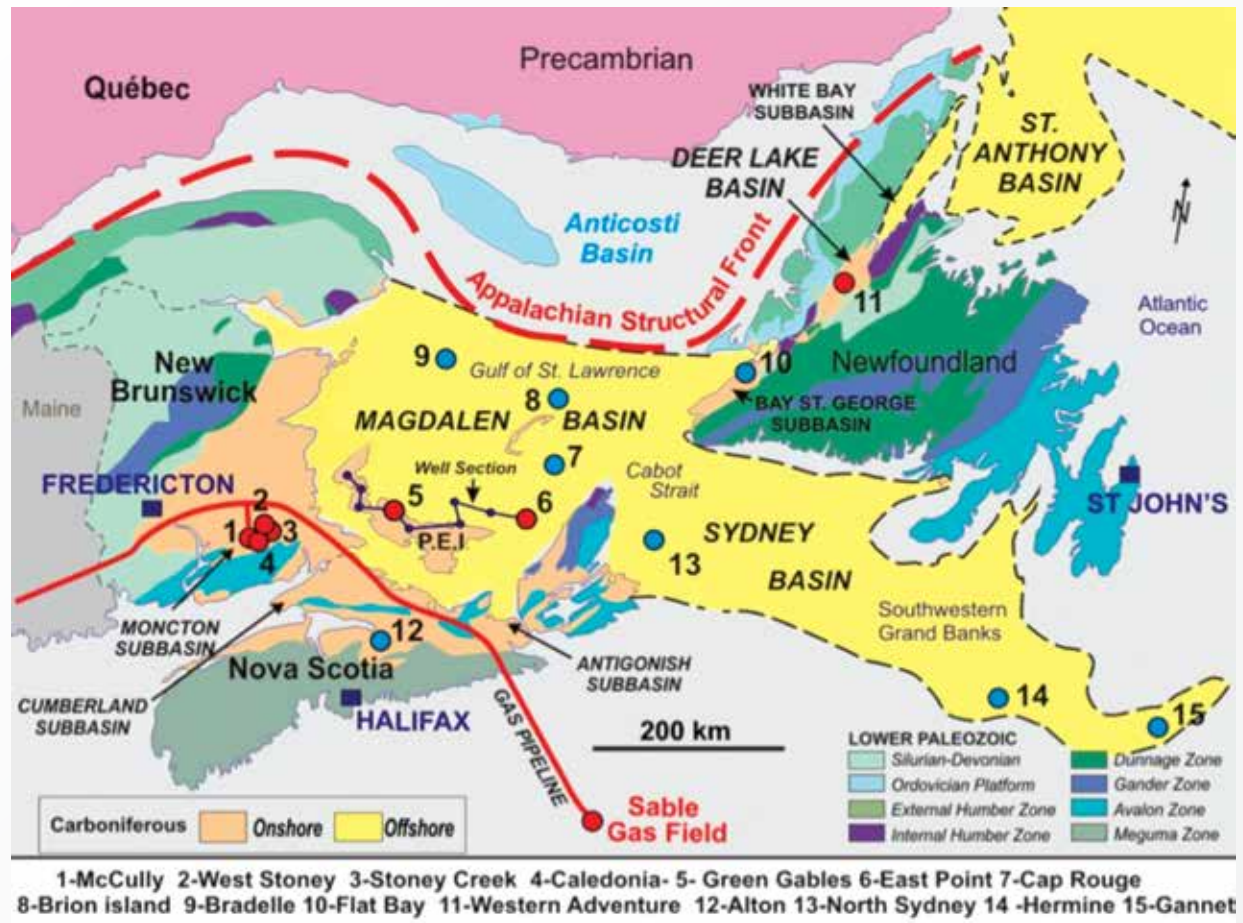 Québec
Precambrian
WHITE BAY
SUBBASIN
ST.
ANTHONY
BASIN
DEER LAKE
BASIN
N
Anticosti
Basin
Appalachian Structural Front
11
Atlantic
Ocean
New
Brunswick
Maine
9
Gulf of St. Lawrence
10
Newfoundland
8
MAGDALEN BASIN
BAY ST. GEORGE
SUBBASIN
7
Well Section
Cabot
Strait
FREDERICTON
5
6
ST JOHN'S
2
1
3
4
P.E.I
SYDNEY
BASIN
13
Southwestern
Grand Banks
MONCTON
SUBBASIN
12
Nova Scotia
ANTIGONISH
SUBBASIN
CUMBERLAND
SUBBASIN
HALIFAX
GAS PIPELINE
14
15
200 km
LOWER PALEOZOIC
Silurian-Devonian
Ordovician Platform
External Humber Zone
Internal Humber Zone
Dunnage Zone
Gander Zone
Avalon Zone
Meguma Zone
Sable
Gas Field
Carboniferous Onshore Offshore
1-McCully 2-West Stoney 3-Stoney Creek 4-Caledonia- 5- Green Gables 6-East Point 7-Cap Rouge
8-Brion island 9-Bradelle 10-Flat Bay 11-Western Adventure 12-Alton 13-North Sydney 14 -Hermine 15-Gannet